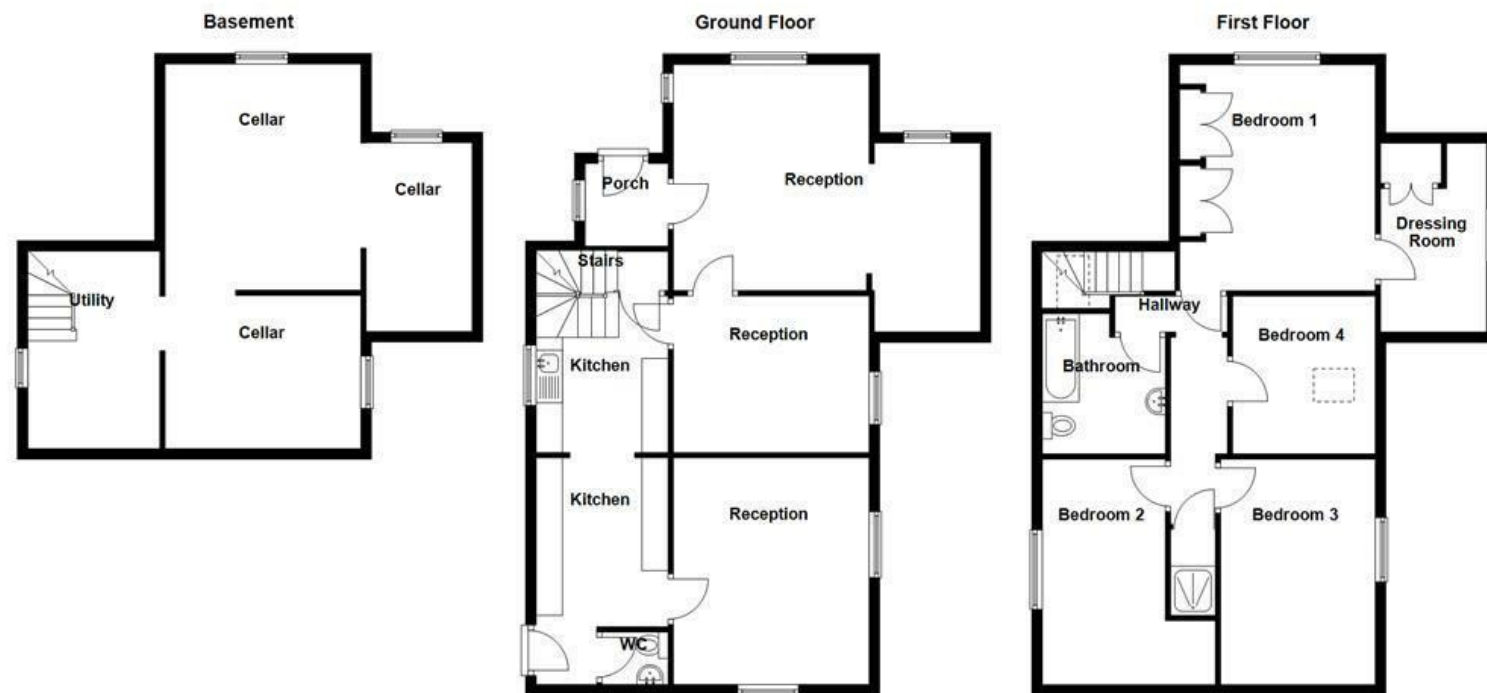 Basement
Cellar
Cellar
Utility
Cellar
Ground Floor
Porch
Reception
Stairs
Reception
Kitchen
Kitchen
Reception
WC
First Floor
Bedroom 1
Dressing
Room
Hallway
Bedroom 4
Bathroom
Bedroom 2
Bedroom 3